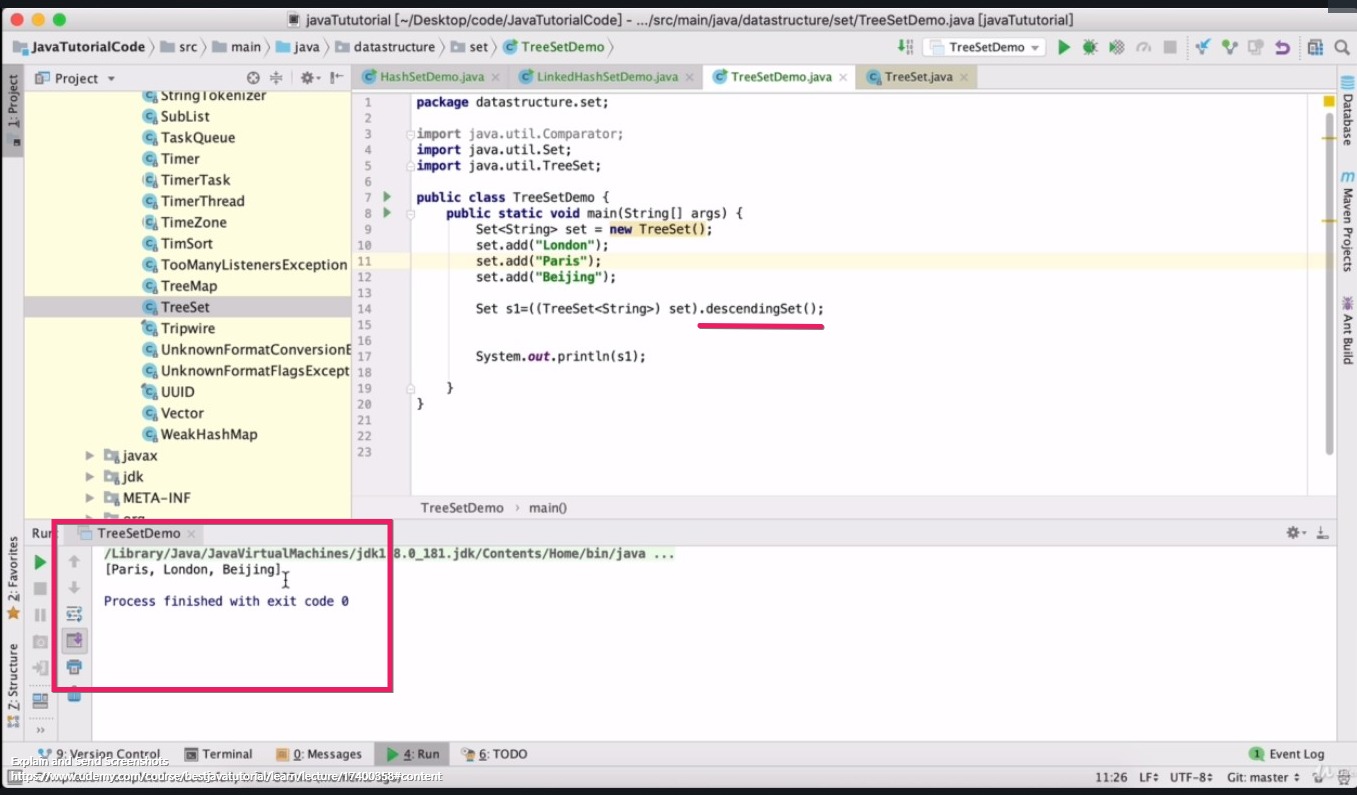 javaTututorial [~/Desktop/code/JavaTutorialCode] - .../src/main/java/datastructure/set/TreeSetDemo.java [javaTututorial]
JavaTutorialCode src main java datastructure set TreeSetDemo
TreeSetDemo
1: Project
Project
HashSetDemo.java LinkedHashSetDemo.java TreeSetDemo.java TreeSet.java
StringTokenizer
SubList
TaskQueue
Timer
TimerTask
TimerThread
TimeZone
TimSort
TooManyListenersException
TreeMap
TreeSet
Tripwire
UnknownFormatConversionE
UnknownFormatFlagsExcept
UUID
Vector
WeakHashMap
javax
jdk
META-INF
1 package datastructure.set;
2
3 import java.util.Comparator;
4 import java.util.Set;
5 import java.util.TreeSet;
6
7 public class TreeSetDemo {
8 public static void main(String[] args) {
9 Set<String> set = new TreeSet();
10 set.add("London");
11 set.add("Paris");
12 set.add("Beijing");
13
14 Set s1=((TreeSet<String>) set).descendingSet();
15
16
17 System.out.println(s1);
18
19 }
20 }
21
22
23
TreeSetDemo › main()
Database
Maven Projects
Ant Build
Run: TreeSetDemo
/Library/Java/JavaVirtualMachines/jdk1.8.0_181.jdk/Contents/Home/bin/java ...
[Paris, London, Beijing]
Process finished with exit code 0
2: Favorites
Z: Structure
9: Version Control Terminal 0: Messages 4: Run 6: TODO 1 Event Log
Explain and Send Screenshots
https://www.udemy.com/course/bestjavatutorial/learn/lecture/17400358#content
11:26 LF÷ UTF-8÷ Git: master ÷